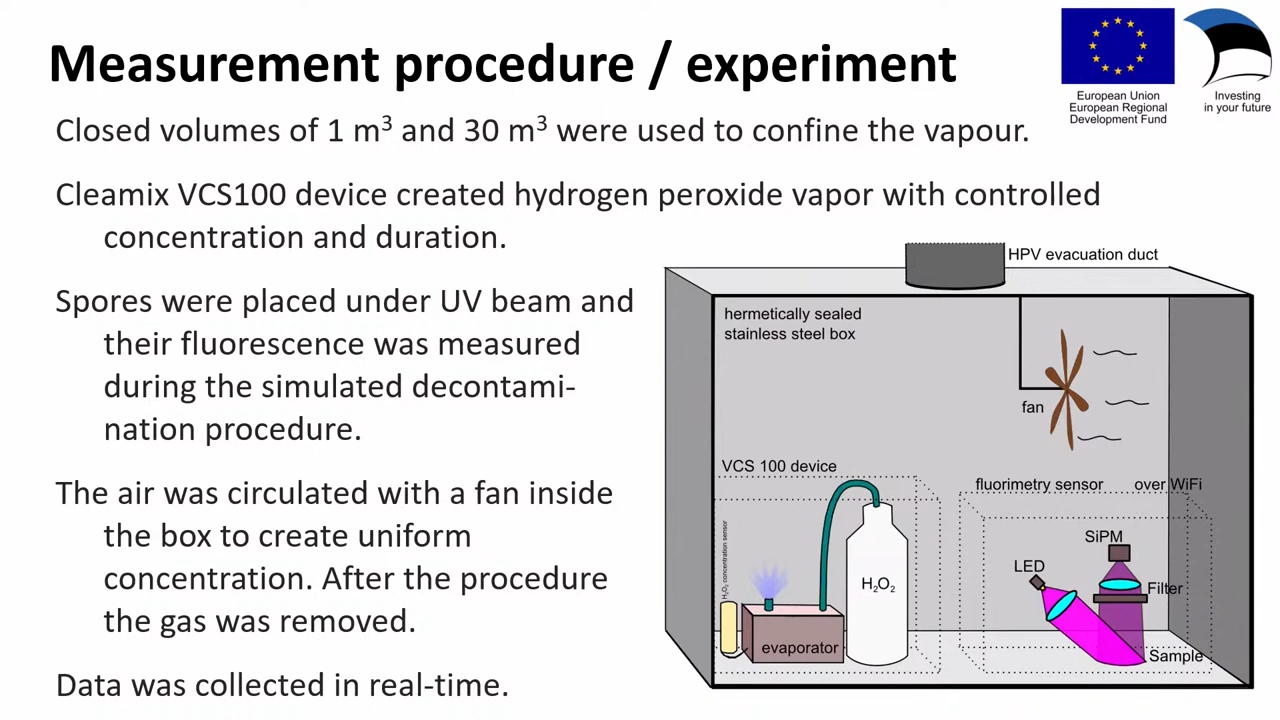 Measurement procedure / experiment
European Union
European Regional
Development Fund
Investing
in your future
Closed volumes of 1 m³ and 30 m³ were used to confine the vapour.
Cleamix VCS100 device created hydrogen peroxide vapor with controlled
concentration and duration.
Spores were placed under UV beam and
their fluorescence was measured
during the simulated decontami-
nation procedure.
The air was circulated with a fan inside
the box to create uniform
concentration. After the procedure
the gas was removed.
Data was collected in real-time.
HPV evacuation duct
hermetically sealed
stainless steel box
fan
VCS 100 device
fluorimetry sensor over WiFi
H₂O₂ concentration sensor
SiPM
LED
Filter
H₂O₂
evaporator
Sample